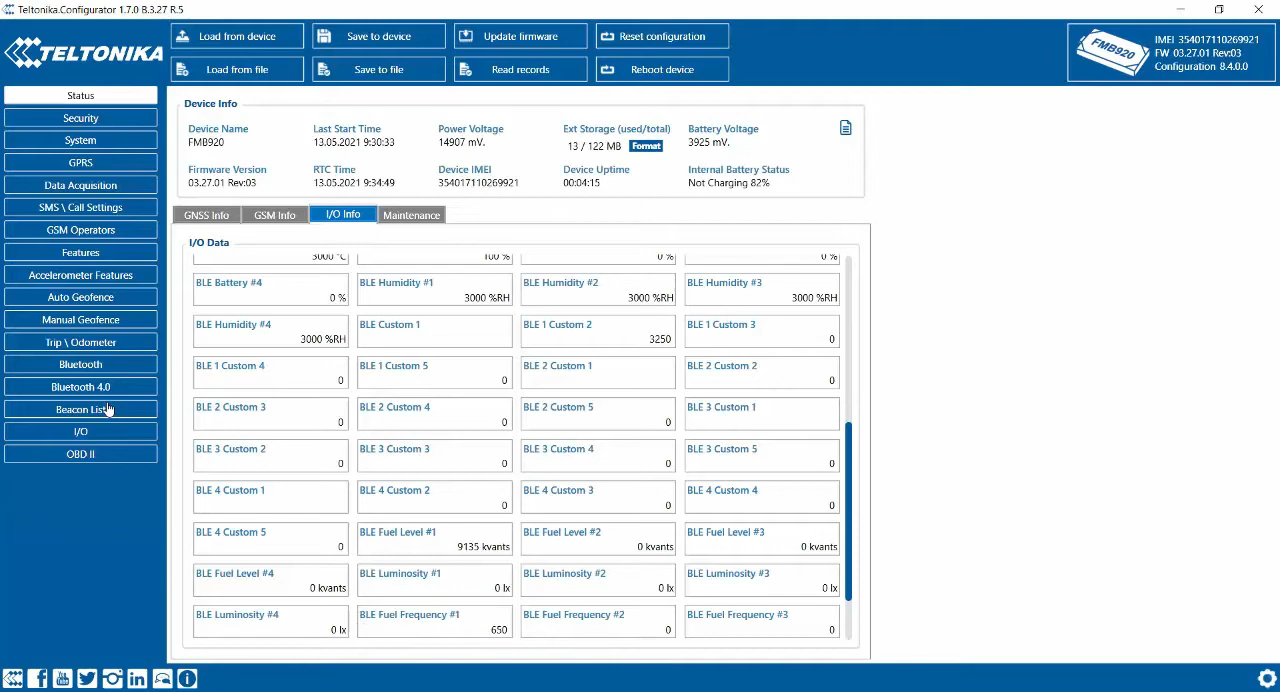 Teltonika.Configurator 1.7.0 B.3.27 R.5
TELTONIKA
Load from device
Save to device
Update firmware
Reset configuration
Load from file
Save to file
Read records
Reboot device
FMB920
IMEI 354017110269921
FW 03.27.01 Rev:03
Configuration 8.4.0.0
Status
Security
System
GPRS
Data Acquisition
SMS \ Call Settings
GSM Operators
Features
Accelerometer Features
Auto Geofence
Manual Geofence
Trip \ Odometer
Bluetooth
Bluetooth 4.0
Beacon List
I/O
OBD II
Device Info
Device Name
FMB920
Last Start Time
13.05.2021 9:30:33
Power Voltage
14907 mV.
Ext Storage (used/total)
13 / 122 MB Format
Battery Voltage
3925 mV.
Firmware Version
03.27.01 Rev:03
RTC Time
13.05.2021 9:34:49
Device IMEI
354017110269921
Device Uptime
00:04:15
Internal Battery Status
Not Charging 82%
GNSS Info
GSM Info
I/O Info
Maintenance
I/O Data
3000 °C
100 %
0 %
0 %
BLE Battery #4
0 %
BLE Humidity #1
3000 %RH
BLE Humidity #2
3000 %RH
BLE Humidity #3
3000 %RH
BLE Humidity #4
3000 %RH
BLE Custom 1
BLE 1 Custom 2
3250
BLE 1 Custom 3
0
BLE 1 Custom 4
0
BLE 1 Custom 5
0
BLE 2 Custom 1
BLE 2 Custom 2
0
BLE 2 Custom 3
0
BLE 2 Custom 4
0
BLE 2 Custom 5
0
BLE 3 Custom 1
BLE 3 Custom 2
0
BLE 3 Custom 3
0
BLE 3 Custom 4
0
BLE 3 Custom 5
0
BLE 4 Custom 1
BLE 4 Custom 2
0
BLE 4 Custom 3
0
BLE 4 Custom 4
0
BLE 4 Custom 5
0
BLE Fuel Level #1
9135 kvants
BLE Fuel Level #2
0 kvants
BLE Fuel Level #3
0 kvants
BLE Fuel Level #4
0 kvants
BLE Luminosity #1
0 lx
BLE Luminosity #2
0 lx
BLE Luminosity #3
0 lx
BLE Luminosity #4
0 lx
BLE Fuel Frequency #1
650
BLE Fuel Frequency #2
0
BLE Fuel Frequency #3
0